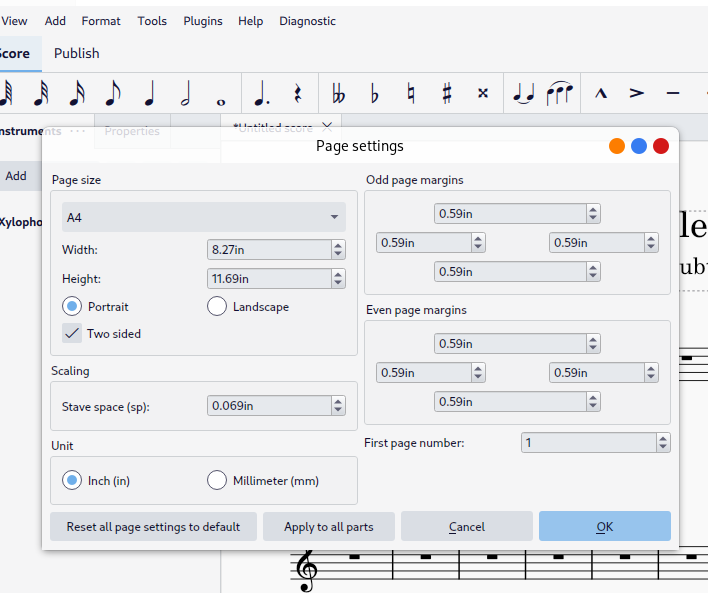 View Add Format Tools Plugins Help Diagnostic
Score Publish
nstruments ··· Properties *Untitled score
Page settings
Add
Xylopho
le
ubt
Page size
A4
Width: 8.27in
Height: 11.69in
Portrait Landscape
Two sided
Scaling
Stave space (sp): 0.069in
Unit
Inch (in) Millimeter (mm)
Odd page margins
0.59in
0.59in 0.59in
0.59in
Even page margins
0.59in
0.59in 0.59in
0.59in
First page number: 1
Reset all page settings to default Apply to all parts Cancel OK